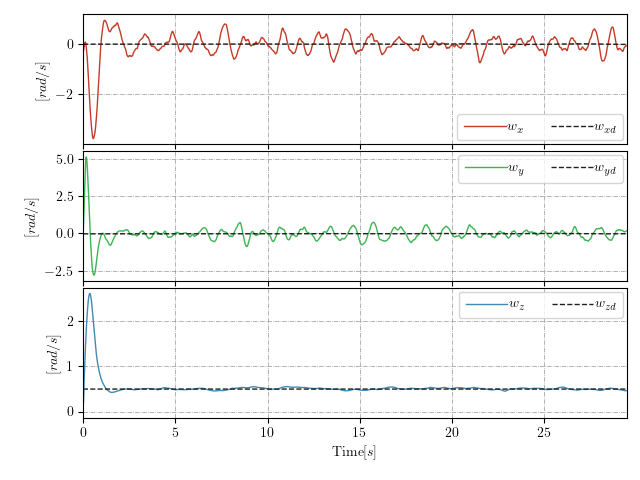 0
−2
[rad/s]
w_x w_xd
5.0
2.5
0.0
−2.5
[rad/s]
w_y w_yd
2
1
0
[rad/s]
w_z w_zd
0 5 10 15 20 25
Time[s]